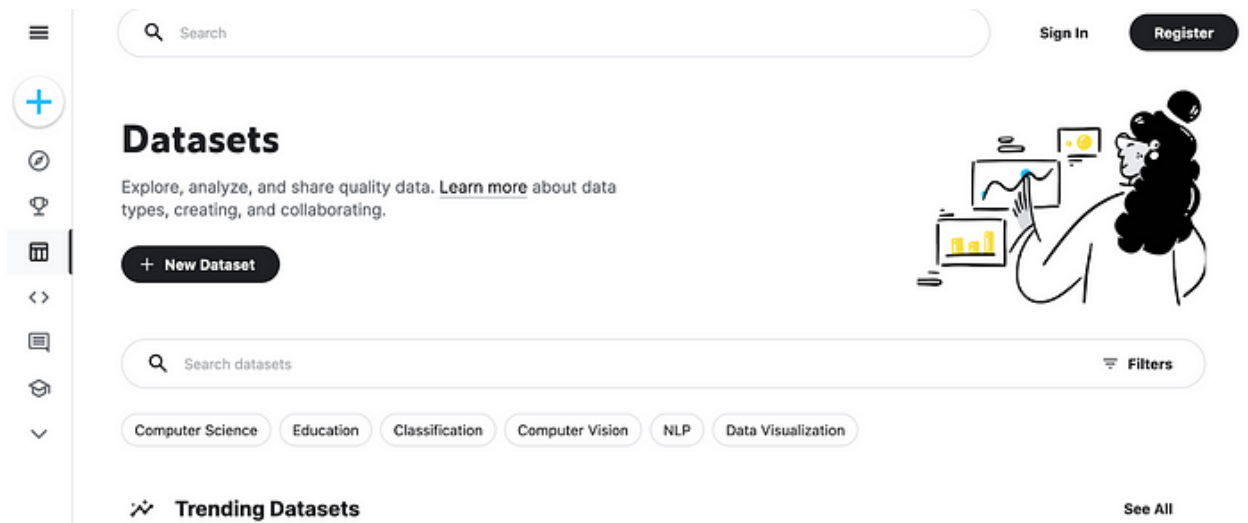 Search
Sign In
Register
Datasets
Explore, analyze, and share quality data. Learn more about data
types, creating, and collaborating.
+ New Dataset
Search datasets
Filters
Computer Science
Education
Classification
Computer Vision
NLP
Data Visualization
Trending Datasets
See All